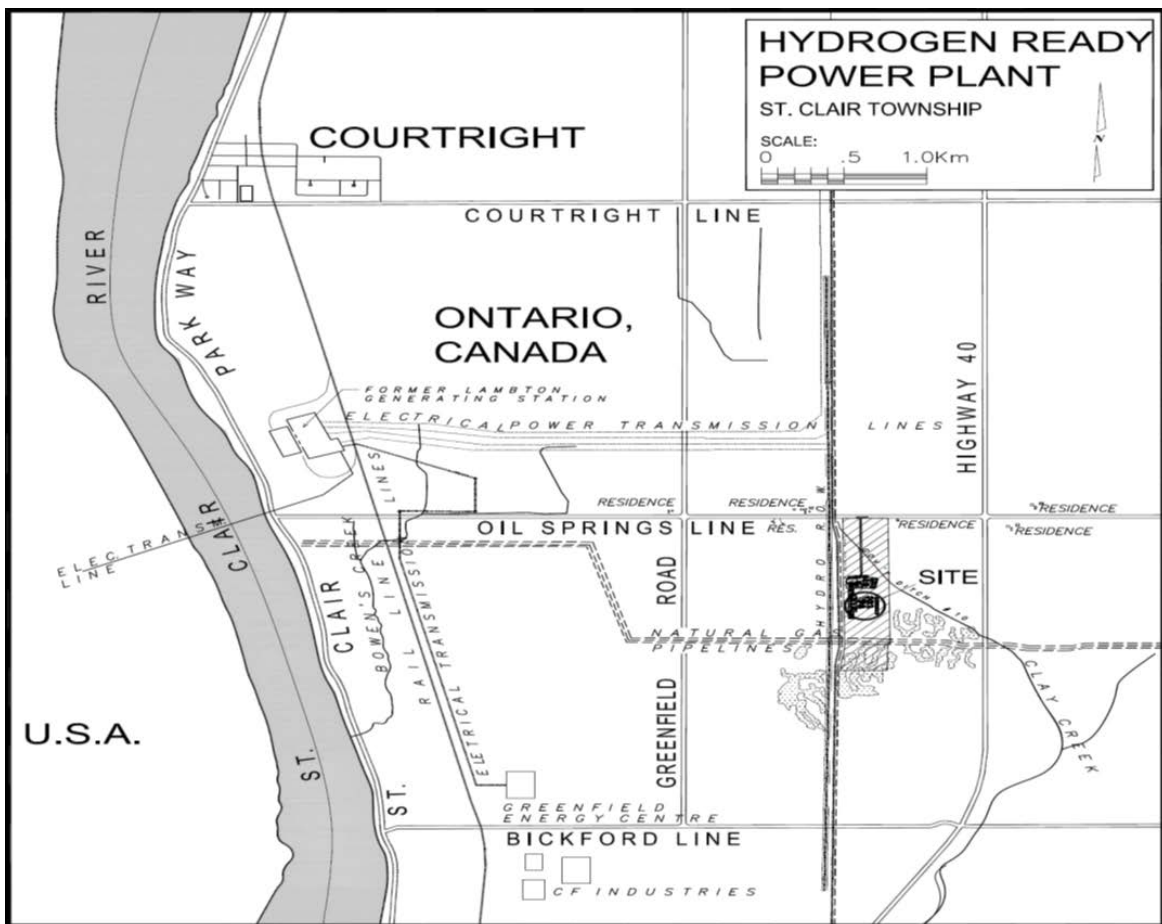 HYDROGEN READY
POWER PLANT
ST. CLAIR TOWNSHIP
SCALE:
0 .5 1.0Km
N
COURTRIGHT
COURTRIGHT LINE
RIVER
PARK WAY
ONTARIO,
CANADA
HIGHWAY 40
FORMER LAMBTON
GENERATING STATION
ELECTRICAL POWER TRANSMISSION LINES
RESIDENCE
RESIDENCE
RESIDENCE
OIL SPRINGS LINE
RES.
RESIDENCE
RESIDENCE
ELEC. TRANS.
LINE
CLAIR
CLAIR
BOWEN'S CREEK
RAIL LINE
ELETRICAL TRANSMISSION LINES
ROAD
HYDRO ROW
SITE
DITCH #10
NATURAL GAS
PIPELINES
GREENFIELD
CLAY CREEK
U.S.A.
ST.
ST.
GREENFIELD
ENERGY CENTRE
BICKFORD LINE
CF INDUSTRIES